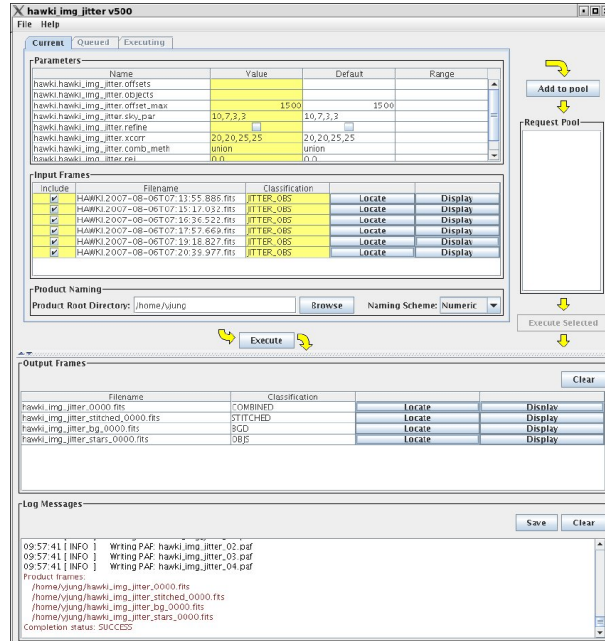 hawki_img_jitter v500
File Help
Current Queued Executing
Parameters
Name Value Default Range
hawki.hawki_img_jitter.offsets
hawki.hawki_img_jitter.objects
hawki.hawki_img_jitter.offset_max 1500 1500
hawki.hawki_img_jitter.sky_par 10,7,3,3 10,7,3,3
hawki.hawki_img_jitter.refine
hawki.hawki_img_jitter.xcorr 20,20,25,25 20,20,25,25
hawki.hawki_img_jitter.comb_meth union union
hawki.hawki_img_jitter.rej 0,0 0,0
Add to pool
Request Pool
Execute Selected
Input Frames
Include Filename Classification
HAWKI.2007-08-06T07:13:55.886.fits JITTER_OBS Locate Display
HAWKI.2007-08-06T07:15:17.032.fits JITTER_OBS Locate Display
HAWKI.2007-08-06T07:16:36.522.fits JITTER_OBS Locate Display
HAWKI.2007-08-06T07:17:57.669.fits JITTER_OBS Locate Display
HAWKI.2007-08-06T07:19:18.827.fits JITTER_OBS Locate Display
HAWKI.2007-08-06T07:20:39.977.fits JITTER_OBS Locate Display
Product Naming
Product Root Directory: /home/yjung Browse Naming Scheme: Numeric
Execute
Output Frames
Clear
Filename Classification
hawki_img_jitter_0000.fits COMBINED Locate Display
hawki_img_jitter_stitched_0000.fits STITCHED Locate Display
hawki_img_jitter_bg_0000.fits BGD Locate Display
hawki_img_jitter_stars_0000.fits OBJS Locate Display
Log Messages
Save Clear
09:57:41 [ INFO ] Writing PAF: hawki_img_jitter_02.paf
09:57:41 [ INFO ] Writing PAF: hawki_img_jitter_03.paf
09:57:41 [ INFO ] Writing PAF: hawki_img_jitter_04.paf
Product frames:
/home/yjung/hawki_img_jitter_0000.fits
/home/yjung/hawki_img_jitter_stitched_0000.fits
/home/yjung/hawki_img_jitter_bg_0000.fits
/home/yjung/hawki_img_jitter_stars_0000.fits
Completion status: SUCCESS